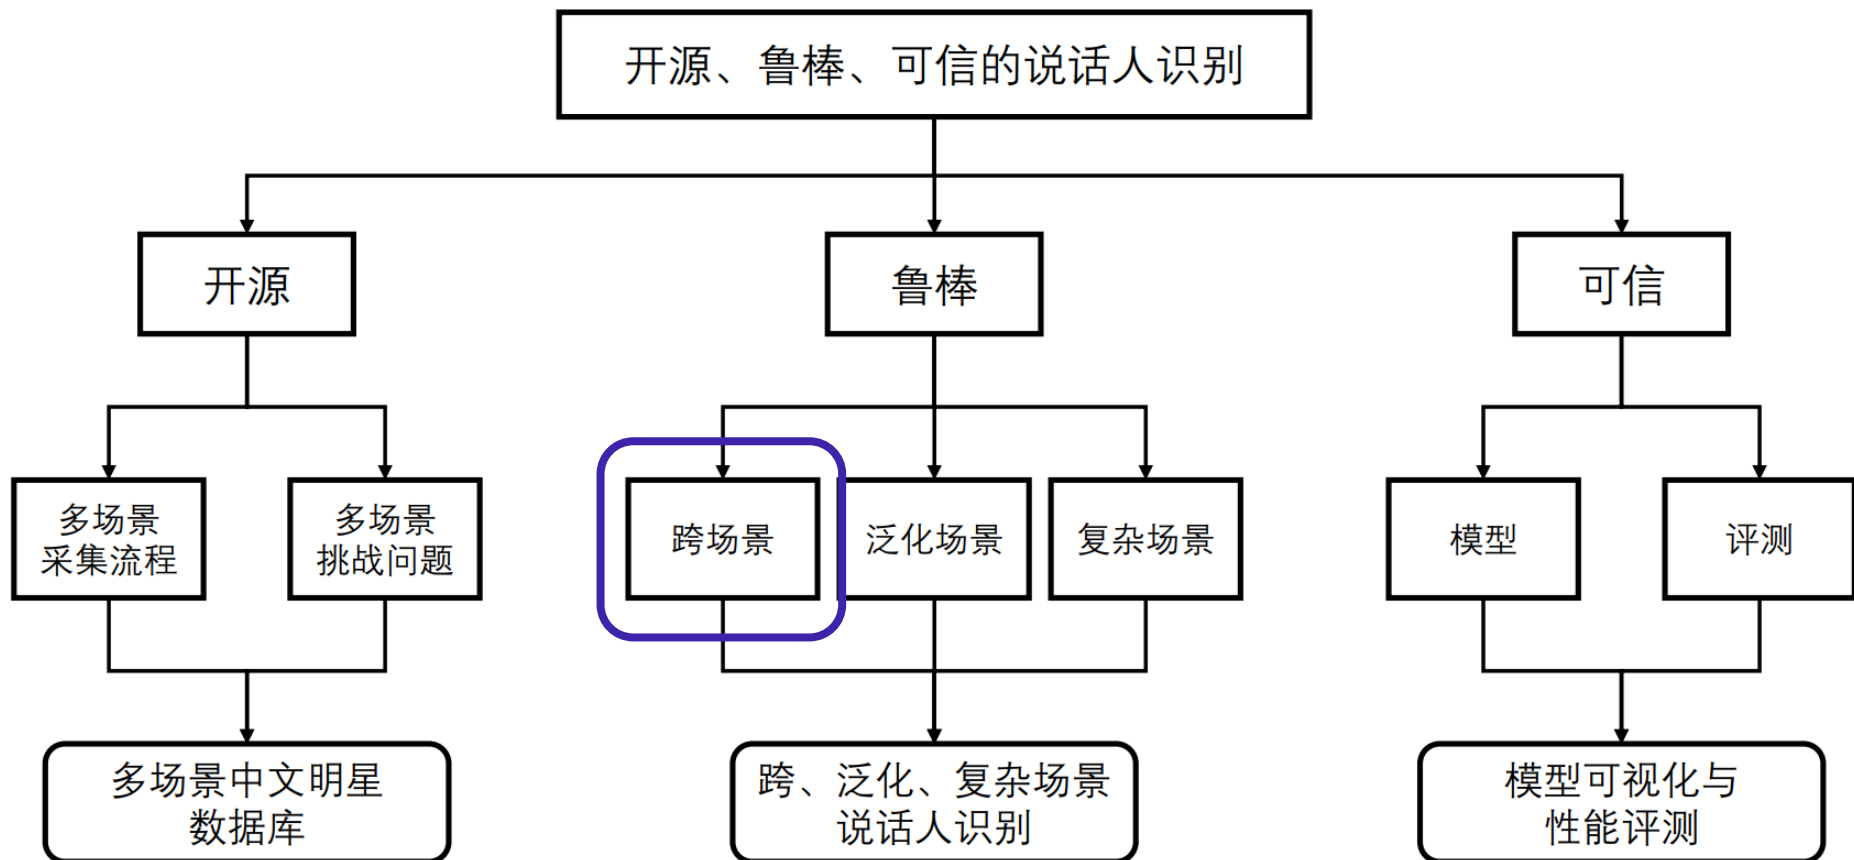 开源、鲁棒、可信的说话人识别
开源
鲁棒
可信
多场景
采集流程
多场景
挑战问题
跨场景
泛化场景
复杂场景
模型
评测
多场景中文明星
数据库
跨、泛化、复杂场景
说话人识别
模型可视化与
性能评测